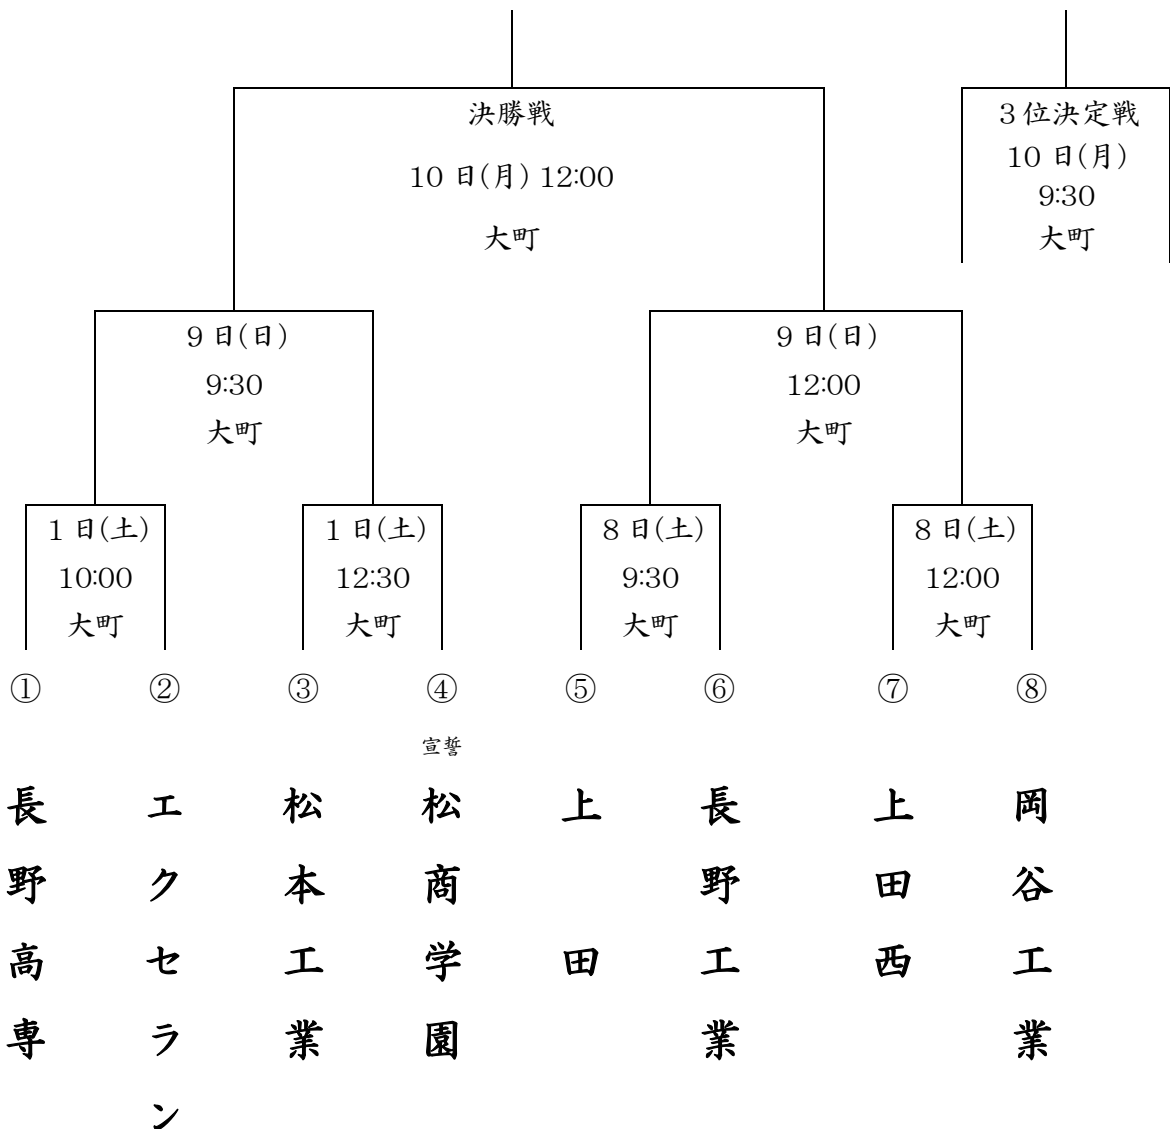 決勝戦
10日(月) 12:00
大町
3位決定戦
10日(月)
9:30
大町
9日(日)
9:30
大町
9日(日)
12:00
大町
1日(土)
10:00
大町
1日(土)
12:30
大町
8日(土)
9:30
大町
8日(土)
12:00
大町
①
長野高専
②
エクセラン
③
松本工業
④
宣誓
松商学園
⑤
上田
⑥
長野工業
⑦
上田西
⑧
岡谷工業